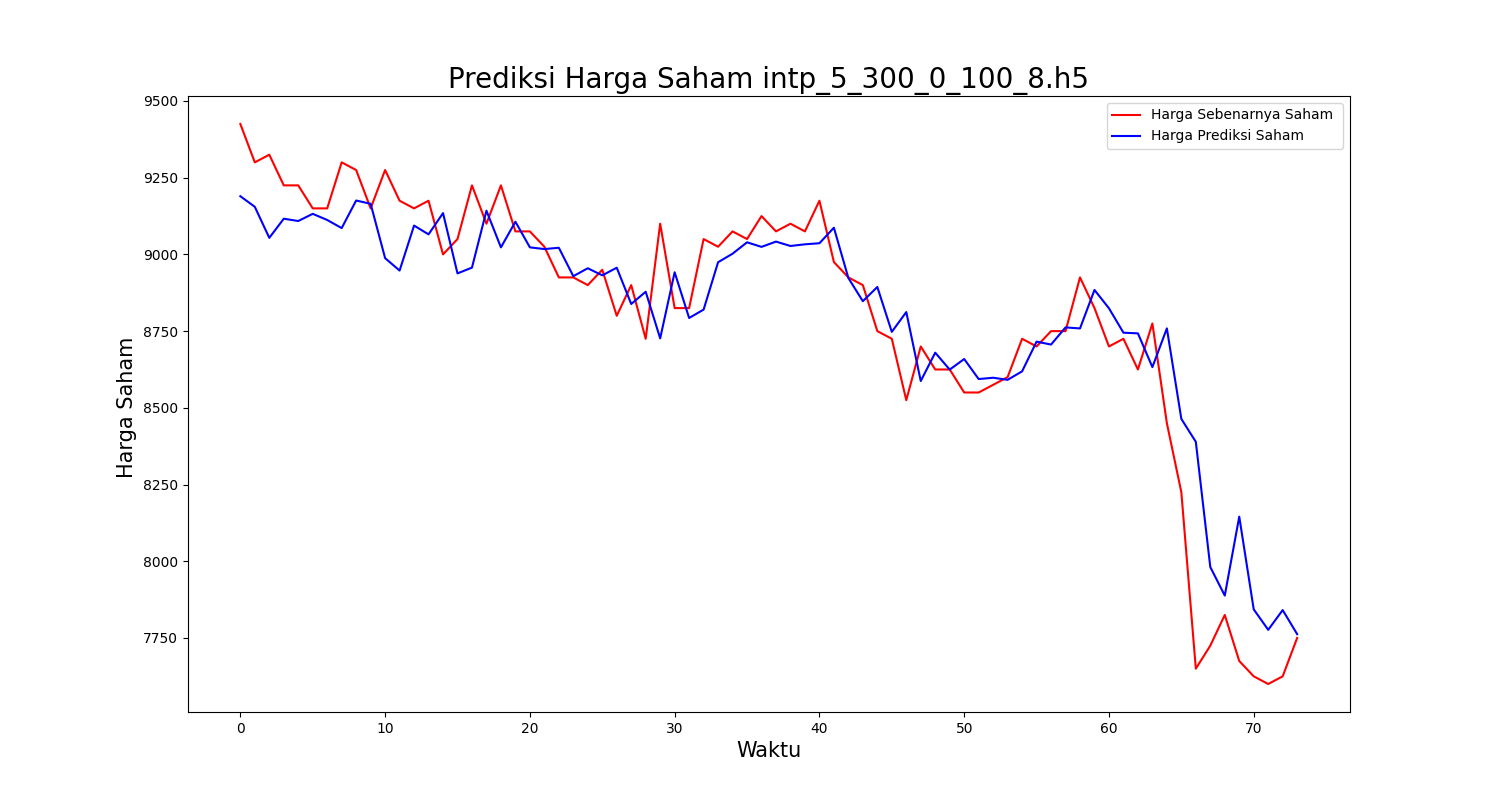 Prediksi Harga Saham intp_5_300_0_100_8.h5
Harga Sebenarnya Saham
Harga Prediksi Saham
Harga Saham
9500
9250
9000
8750
8500
8250
8000
7750
0 10 20 30 40 50 60 70
Waktu